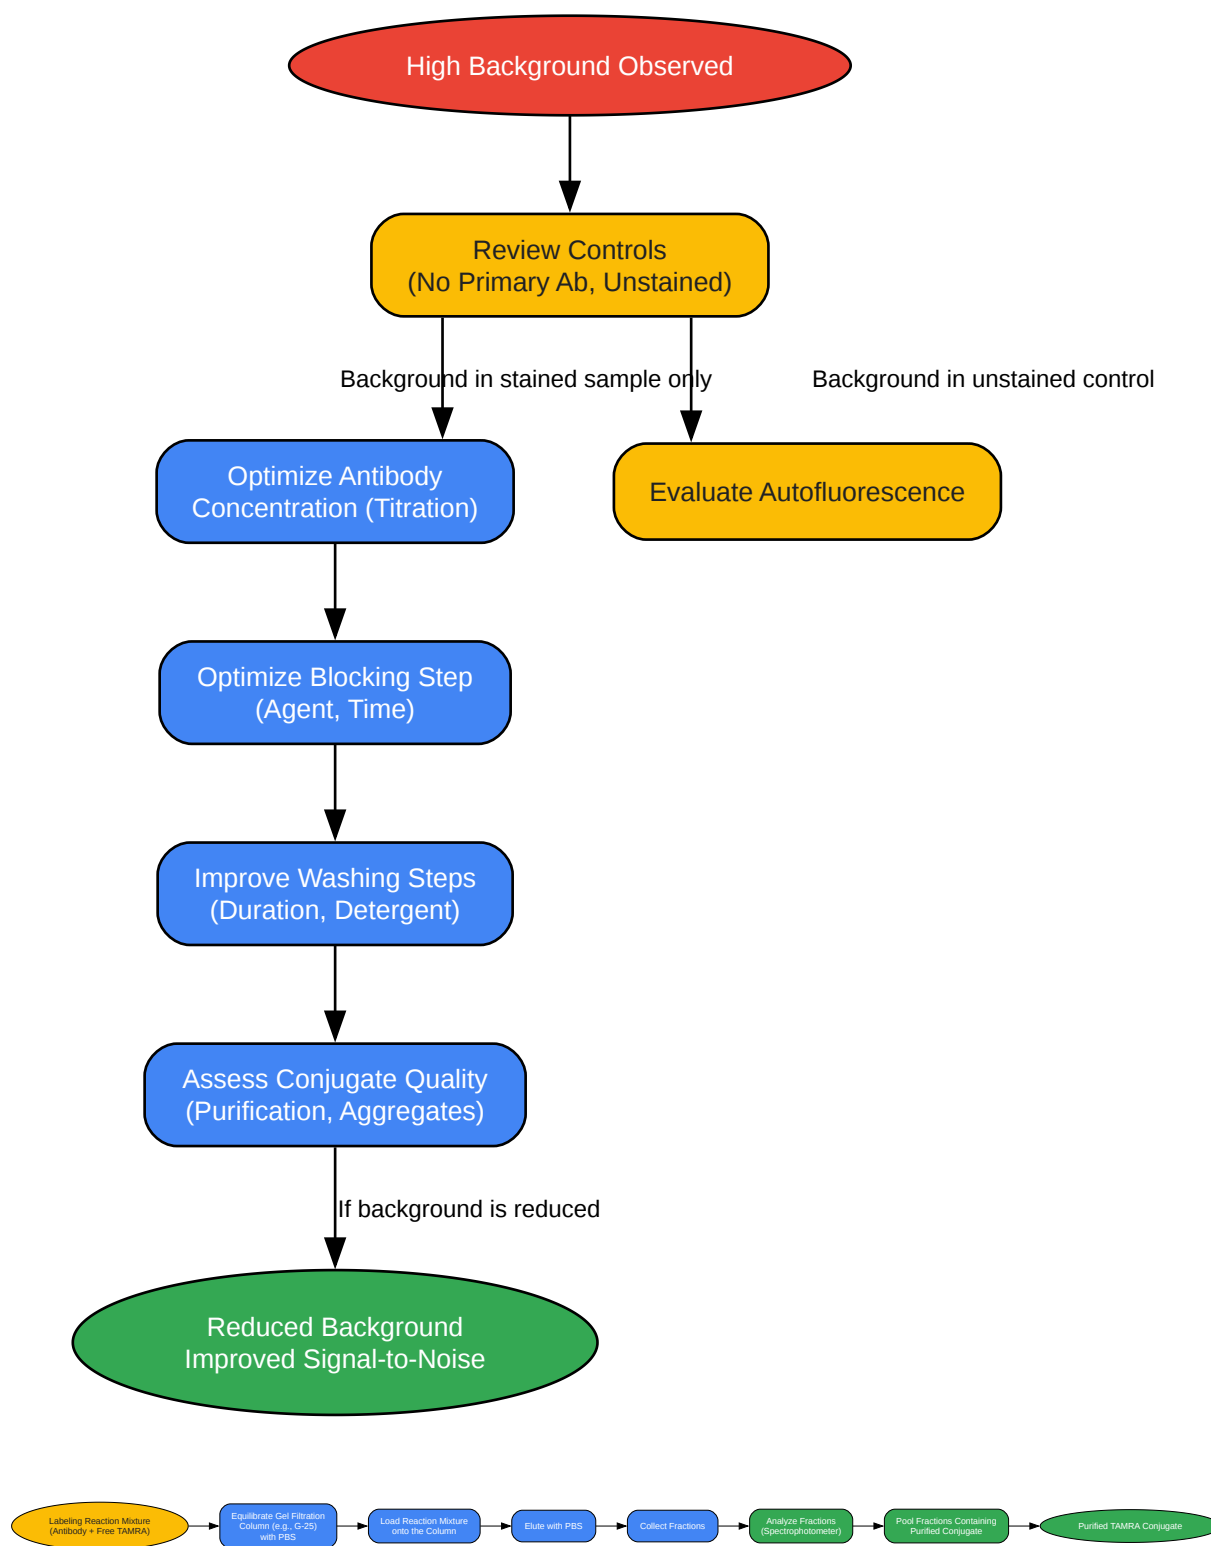 High Background Observed
Review Controls
(No Primary Ab, Unstained)
Background in stained sample only
Background in unstained control
Optimize Antibody
Concentration (Titration)
Evaluate Autofluorescence
Optimize Blocking Step
(Agent, Time)
Improve Washing Steps
(Duration, Detergent)
Assess Conjugate Quality
(Purification, Aggregates)
If background is reduced
Reduced Background
Improved Signal-to-Noise
Labeling Reaction Mixture
(Antibody + Free TAMRA)
Equilibrate Gel Filtration
Column (e.g., G-25)
with PBS
Load Reaction Mixture
onto the Column
Elute with PBS
Collect Fractions
Analyze Fractions
(Spectrophotometer)
Pool Fractions Containing
Purified Conjugate
Purified TAMRA Conjugate